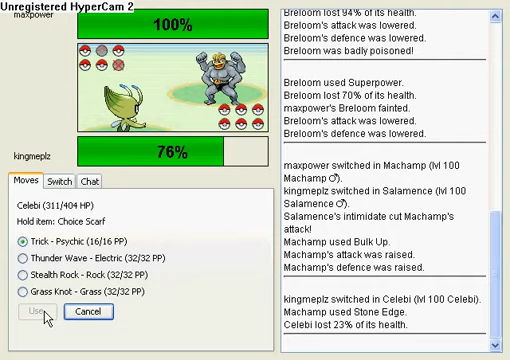 Unregistered HyperCam 2
maxpower
100%
kingmeplz
76%
Moves
Switch
Chat
Celebi (311/404 HP)
Hold item: Choice Scarf
Trick - Psychic (16/16 PP)
Thunder Wave - Electric (32/32 PP)
Stealth Rock - Rock (32/32 PP)
Grass Knot - Grass (32/32 PP)
Use
Cancel
Breloom lost 94% of its health.
Breloom's attack was lowered.
Breloom's defence was lowered.
Breloom was badly poisoned!
Breloom used Superpower.
Breloom lost 70% of its health.
maxpower's Breloom fainted.
Breloom's attack was lowered.
Breloom's defence was lowered.
maxpower switched in Machamp (lvl 100
Machamp ♂).
kingmeplz switched in Salamence (lvl 100
Salamence ♂).
Salamence's intimidate cut Machamp's
attack!
Machamp used Bulk Up.
Machamp's attack was raised.
Machamp's defence was raised.
kingmeplz switched in Celebi (lvl 100 Celebi).
Machamp used Stone Edge.
Celebi lost 23% of its health.